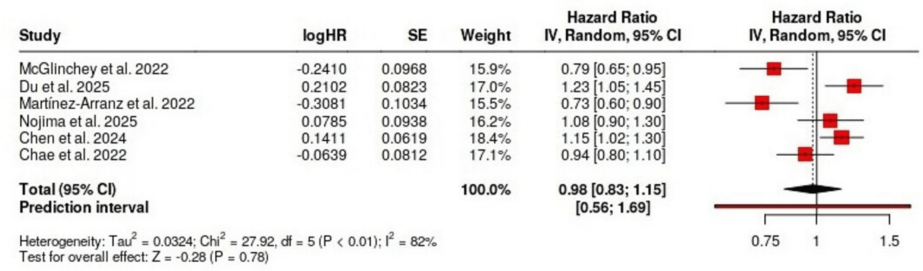 Hazard Ratio Hazard Ratio
Study logHR SE Weight IV, Random, 95% CI IV, Random, 95% CI
McGlinchey et al. 2022 -0.2410 0.0968 15.9% 0.79 [0.65; 0.95]
Du et al. 2025 0.2102 0.0823 17.0% 1.23 [1.05; 1.45]
Martínez-Arranz et al. 2022 -0.3081 0.1034 15.5% 0.73 [0.60; 0.90]
Nojima et al. 2025 0.0785 0.0938 16.2% 1.08 [0.90; 1.30]
Chen et al. 2024 0.1411 0.0619 18.4% 1.15 [1.02; 1.30]
Chae et al. 2022 -0.0639 0.0812 17.1% 0.94 [0.80; 1.10]
Total (95% CI) 100.0% 0.98 [0.83; 1.15]
Prediction interval [0.56; 1.69]
Heterogeneity: Tau² = 0.0324; Chi² = 27.92, df = 5 (P < 0.01); I² = 82%
Test for overall effect: Z = -0.28 (P = 0.78)
0.75 1 1.5